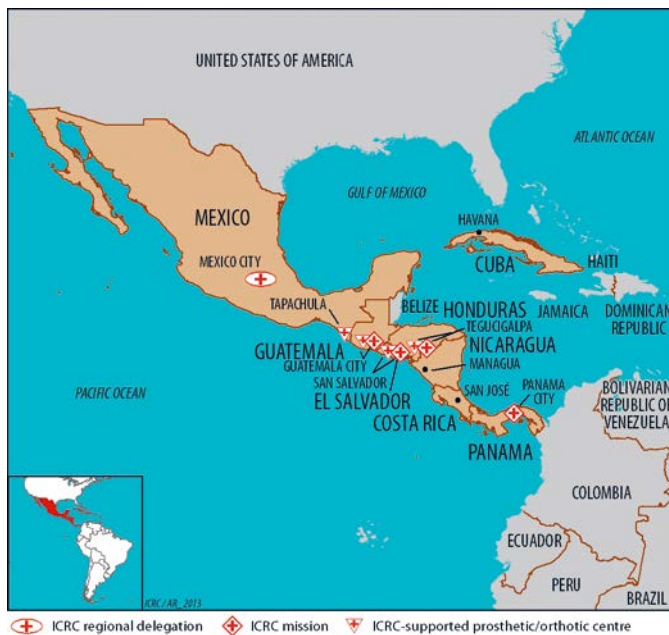 UNITED STATES OF AMERICA
ATLANTIC OCEAN
GULF OF MEXICO
MEXICO
HAVANA
MEXICO CITY
CUBA
HAITI
TAPACHULA
BELIZE
HONDURAS
JAMAICA
DOMINICAN
REPUBLIC
TEGUCIGALPA
GUATEMALA
NICARAGUA
GUATEMALA CITY
MANAGUA
SAN SALVADOR
PACIFIC OCEAN
EL SALVADOR
SAN JOSÉ
PANAMA
CITY
BOLIVARIAN
REPUBLIC OF
VENEZUELA
COSTA RICA
PANAMA
COLOMBIA
ECUADOR
PERU
BRAZIL
ICRC / AR_2013
ICRC regional delegation
ICRC mission
ICRC-supported prosthetic/orthotic centre